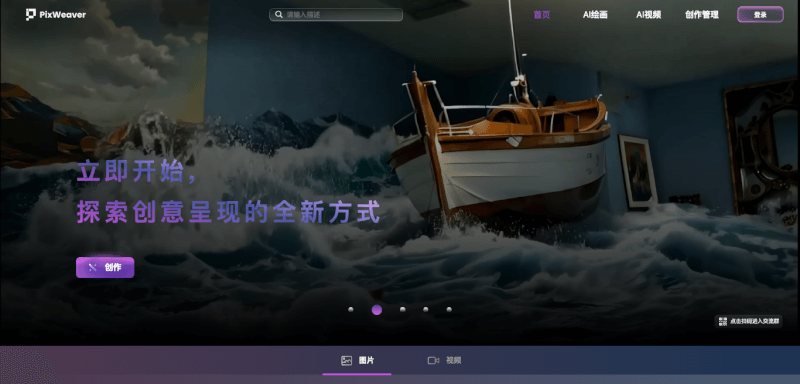 PixWeaver
请输入描述
首页
AI绘画
AI视频
创作管理
登录
立即开始，
探索创意呈现的全新方式
创作
点击扫码进入交流群
图片
视频